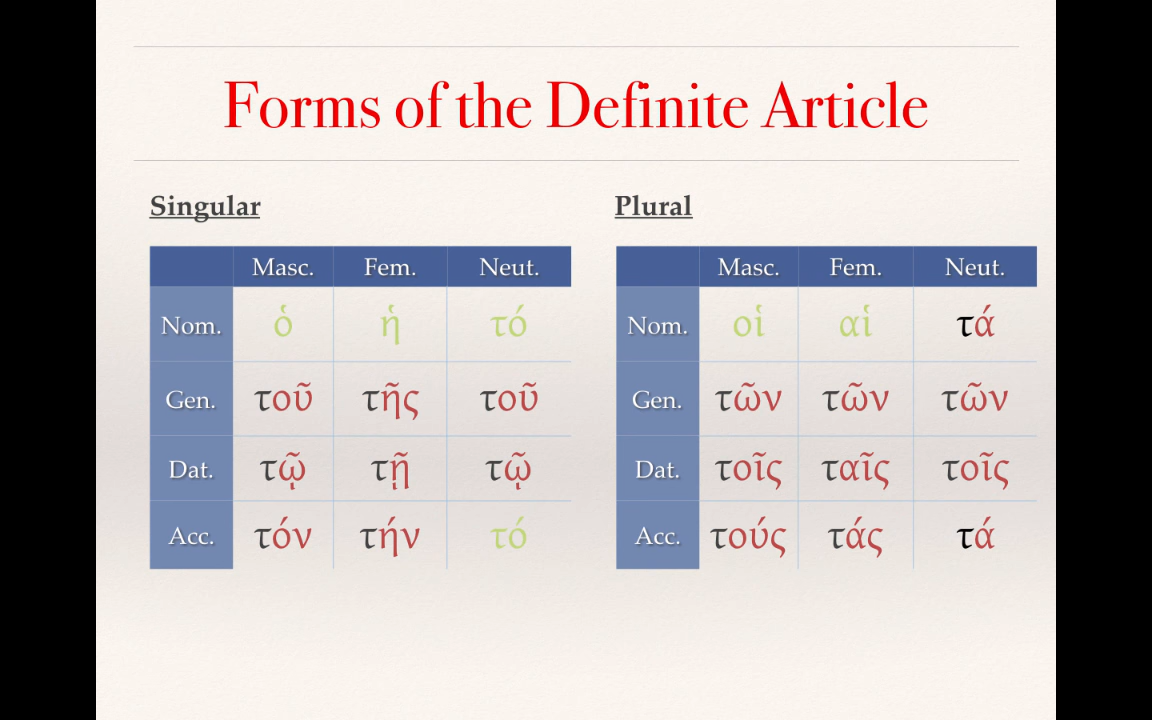 Forms of the Definite Article
Singular
Masc. Fem. Neut.
Nom. ὁ ἡ τό
Gen. τοῦ τῆς τοῦ
Dat. τῷ τῇ τῷ
Acc. τόν τήν τό
Plural
Masc. Fem. Neut.
Nom. οἱ αἱ τά
Gen. τῶν τῶν τῶν
Dat. τοῖς ταῖς τοῖς
Acc. τούς τάς τά